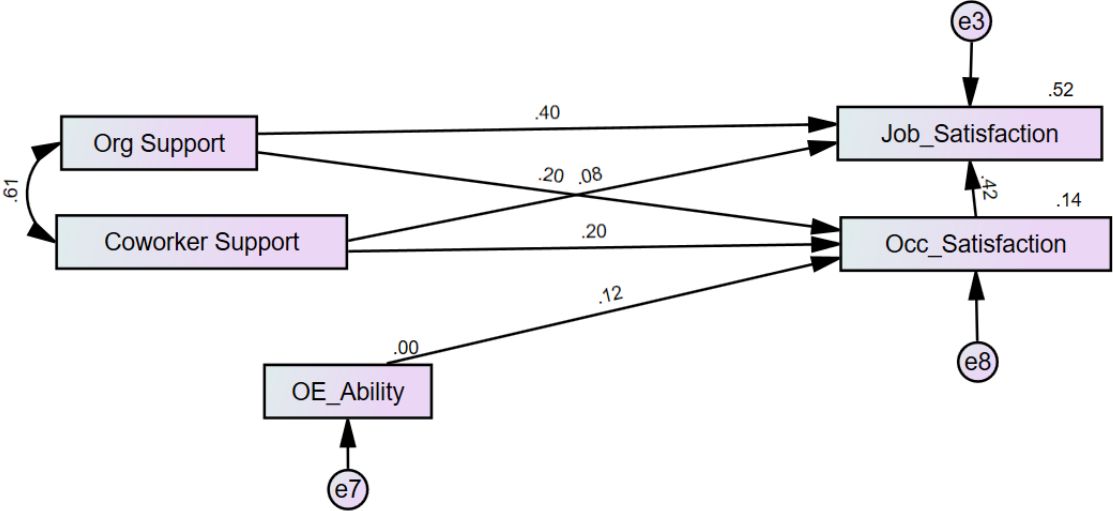 e3
.52
.40
Org Support
Job_Satisfaction
.20
.08
.61
.42
.14
Coworker Support
.20
Occ_Satisfaction
.12
.00
e8
OE_Ability
e7